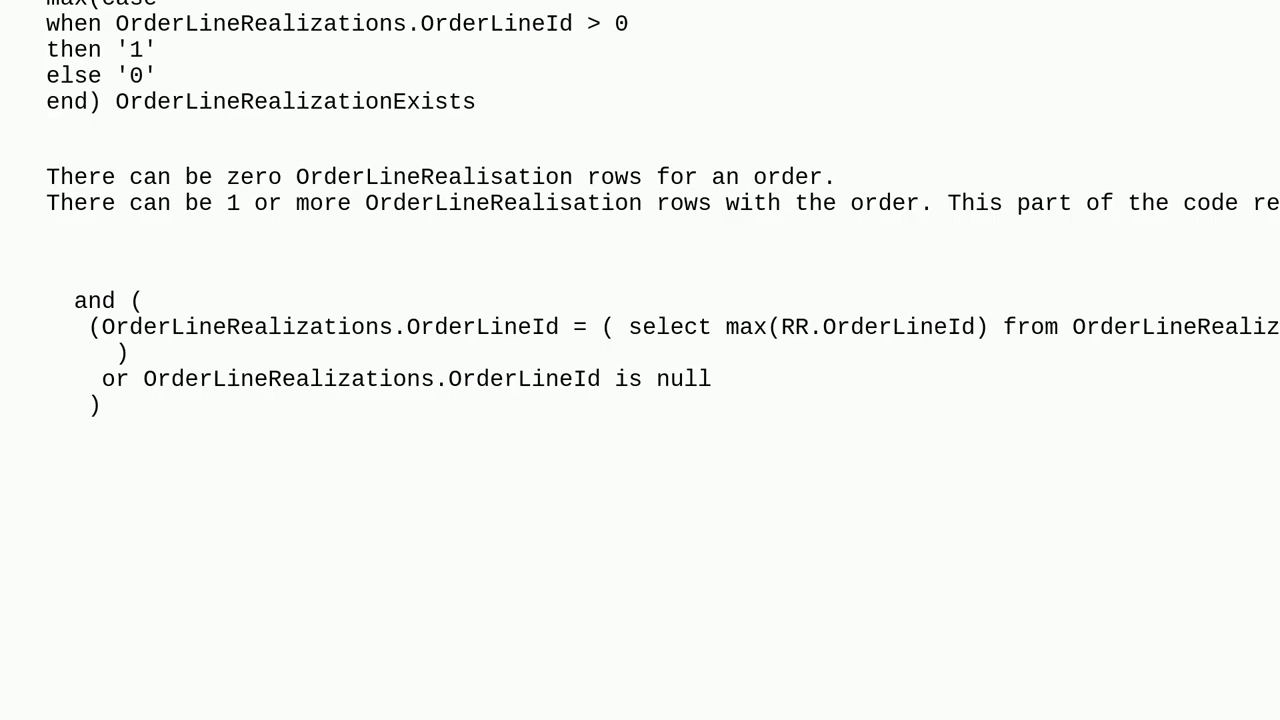 max(case
when OrderLineRealizations.OrderLineId > 0
then '1'
else '0'
end) OrderLineRealizationExists
There can be zero OrderLineRealisation rows for an order.
There can be 1 or more OrderLineRealisation rows with the order. This part of the code re
and (
(OrderLineRealizations.OrderLineId = ( select max(RR.OrderLineId) from OrderLineRealiz
)
or OrderLineRealizations.OrderLineId is null
)